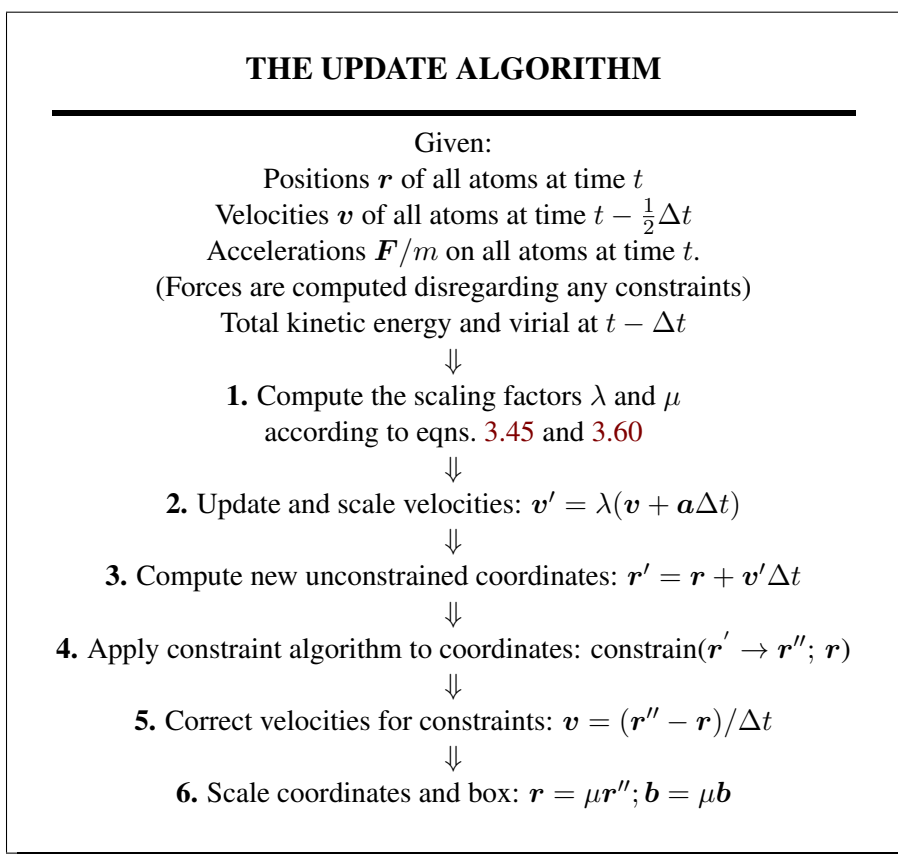 THE UPDATE ALGORITHM
Given:
Positions r of all atoms at time t
Velocities v of all atoms at time t − ½Δt
Accelerations F/m on all atoms at time t.
(Forces are computed disregarding any constraints)
Total kinetic energy and virial at t − Δt
⇓
1. Compute the scaling factors λ and μ
according to eqns. 3.45 and 3.60
⇓
2. Update and scale velocities: v′ = λ(v + aΔt)
⇓
3. Compute new unconstrained coordinates: r′ = r + v′Δt
⇓
4. Apply constraint algorithm to coordinates: constrain(r′ → r″; r)
⇓
5. Correct velocities for constraints: v = (r″ − r)/Δt
⇓
6. Scale coordinates and box: r = μr″; b = μb